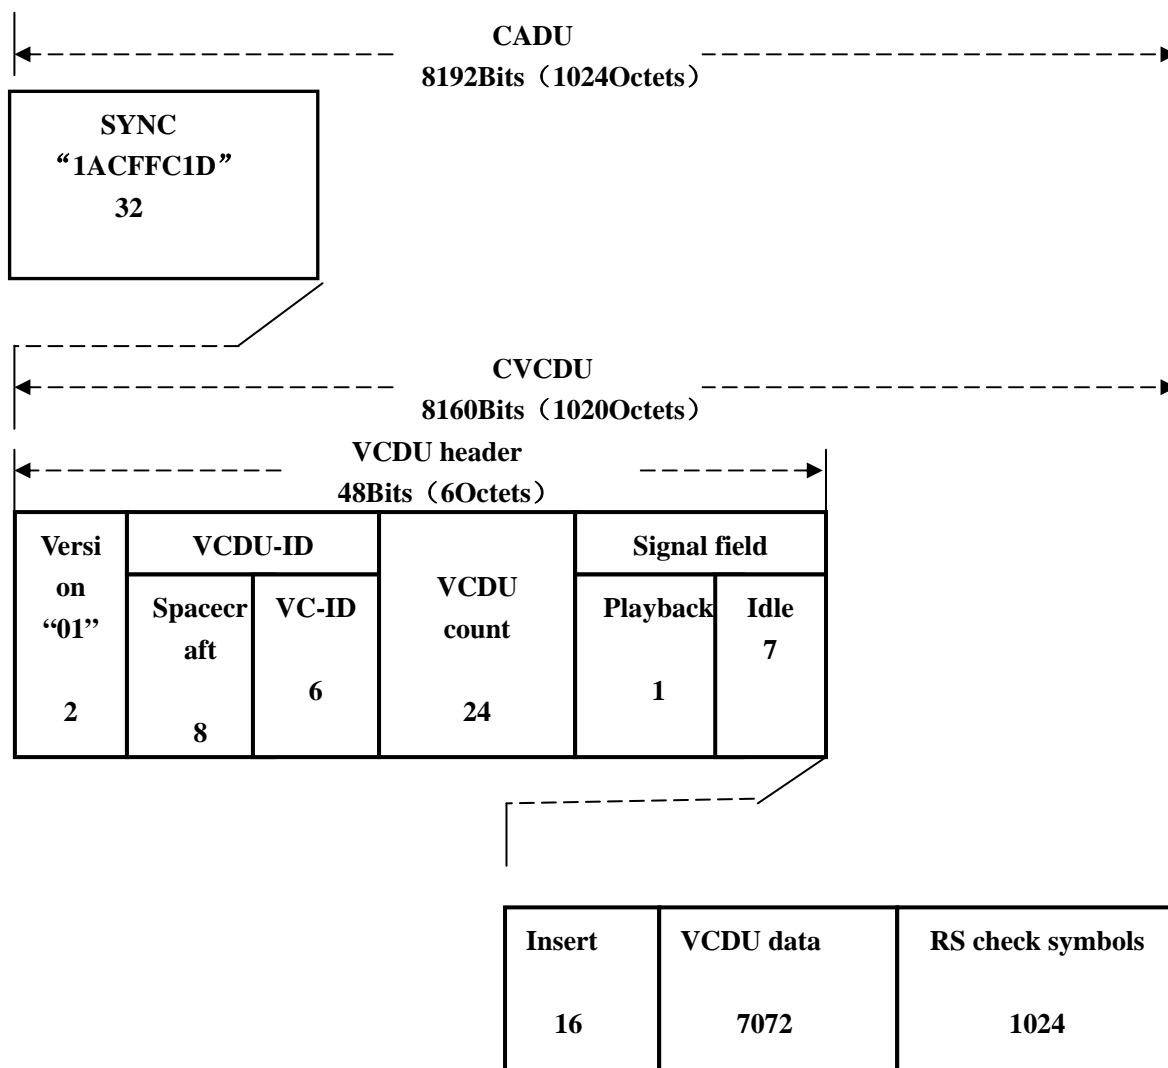 CADU
8192Bits（1024Octets）
SYNC
“1ACFFC1D”
32
CVCDU
8160Bits（1020Octets）
VCDU header
48Bits（6Octets）
Versi
on
“01”
2
VCDU-ID
Spacecr
aft
8
VC-ID
6
VCDU
count
24
Signal field
Playback
1
Idle
7
Insert
16
VCDU data
7072
RS check symbols
1024